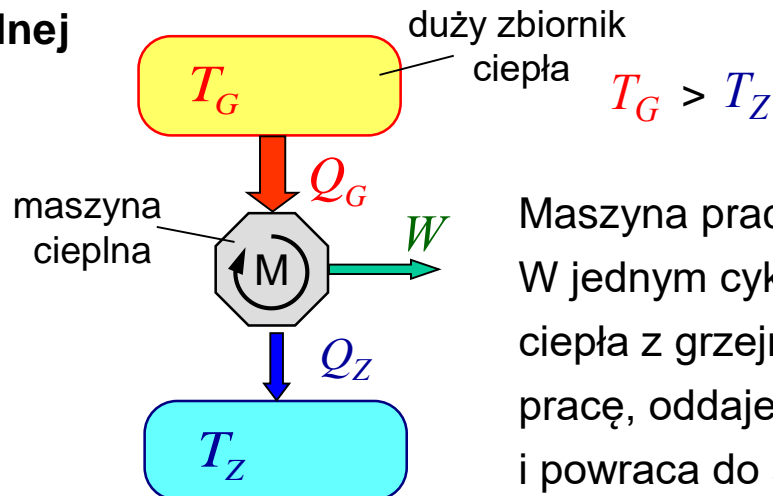 dnej
duży zbiornik
ciepła
T_G
T_G > T_Z
Q_G
maszyna
cieplna
W
M
Maszyna prac
W jednym cyk
ciepła z grzejn
Q_Z
pracę, oddaje
T_Z
i powraca do